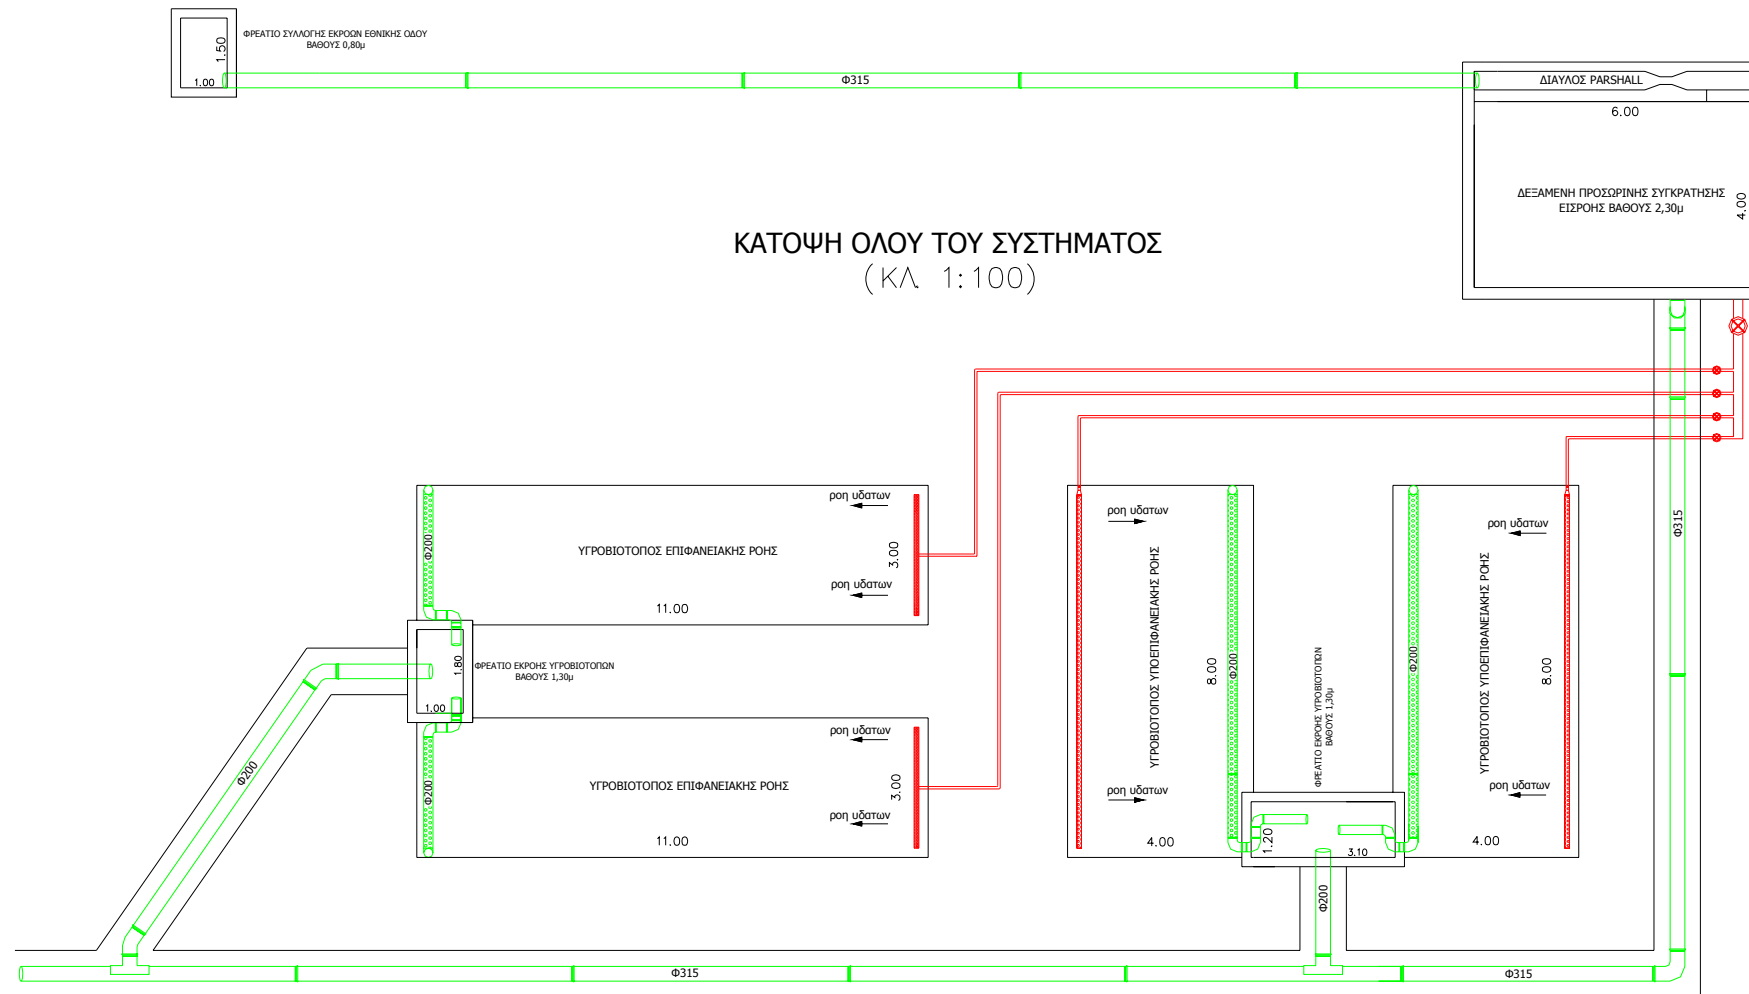 ΦΡΕΑΤΙΟ ΣΥΛΛΟΓΗΣ ΕΚΡΟΩΝ ΕΘΝΙΚΗΣ ΟΔΟΥ
ΒΑΘΟΥΣ 0,80μ
1.50
1.00
Φ315
ΔΙΑΥΛΟΣ PARSHALL
6.00
ΔΕΞΑΜΕΝΗ ΠΡΟΣΩΡΙΝΗΣ ΣΥΓΚΡΑΤΗΣΗΣ
ΕΙΣΡΟΗΣ ΒΑΘΟΥΣ 2,30μ
4.00
ΚΑΤΟΨΗ ΟΛΟΥ ΤΟΥ ΣΥΣΤΗΜΑΤΟΣ
(ΚΛ. 1:100)
ροη υδατων
Φ200
ΥΓΡΟΒΙΟΤΟΠΟΣ ΕΠΙΦΑΝΕΙΑΚΗΣ ΡΟΗΣ
3.00
ροη υδατων
11.00
ΦΡΕΑΤΙΟ ΕΚΡΟΗΣ ΥΓΡΟΒΙΟΤΟΠΩΝ
ΒΑΘΟΥΣ 1,30μ
1.80
1.00
ροη υδατων
Φ200
ΥΓΡΟΒΙΟΤΟΠΟΣ ΕΠΙΦΑΝΕΙΑΚΗΣ ΡΟΗΣ
3.00
ροη υδατων
11.00
Φ200
ροη υδατων
ΥΓΡΟΒΙΟΤΟΠΟΣ ΥΠΟΕΠΙΦΑΝΕΙΑΚΗΣ ΡΟΗΣ
8.00
Φ200
ροη υδατων
4.00
ΦΡΕΑΤΙΟ ΕΚΡΟΗΣ ΥΓΡΟΒΙΟΤΟΠΩΝ
ΒΑΘΟΥΣ 1,30μ
1.20
3.10
Φ200
Φ200
ροη υδατων
ΥΓΡΟΒΙΟΤΟΠΟΣ ΥΠΟΕΠΙΦΑΝΕΙΑΚΗΣ ΡΟΗΣ
8.00
ροη υδατων
4.00
Φ315
Φ315
Φ315